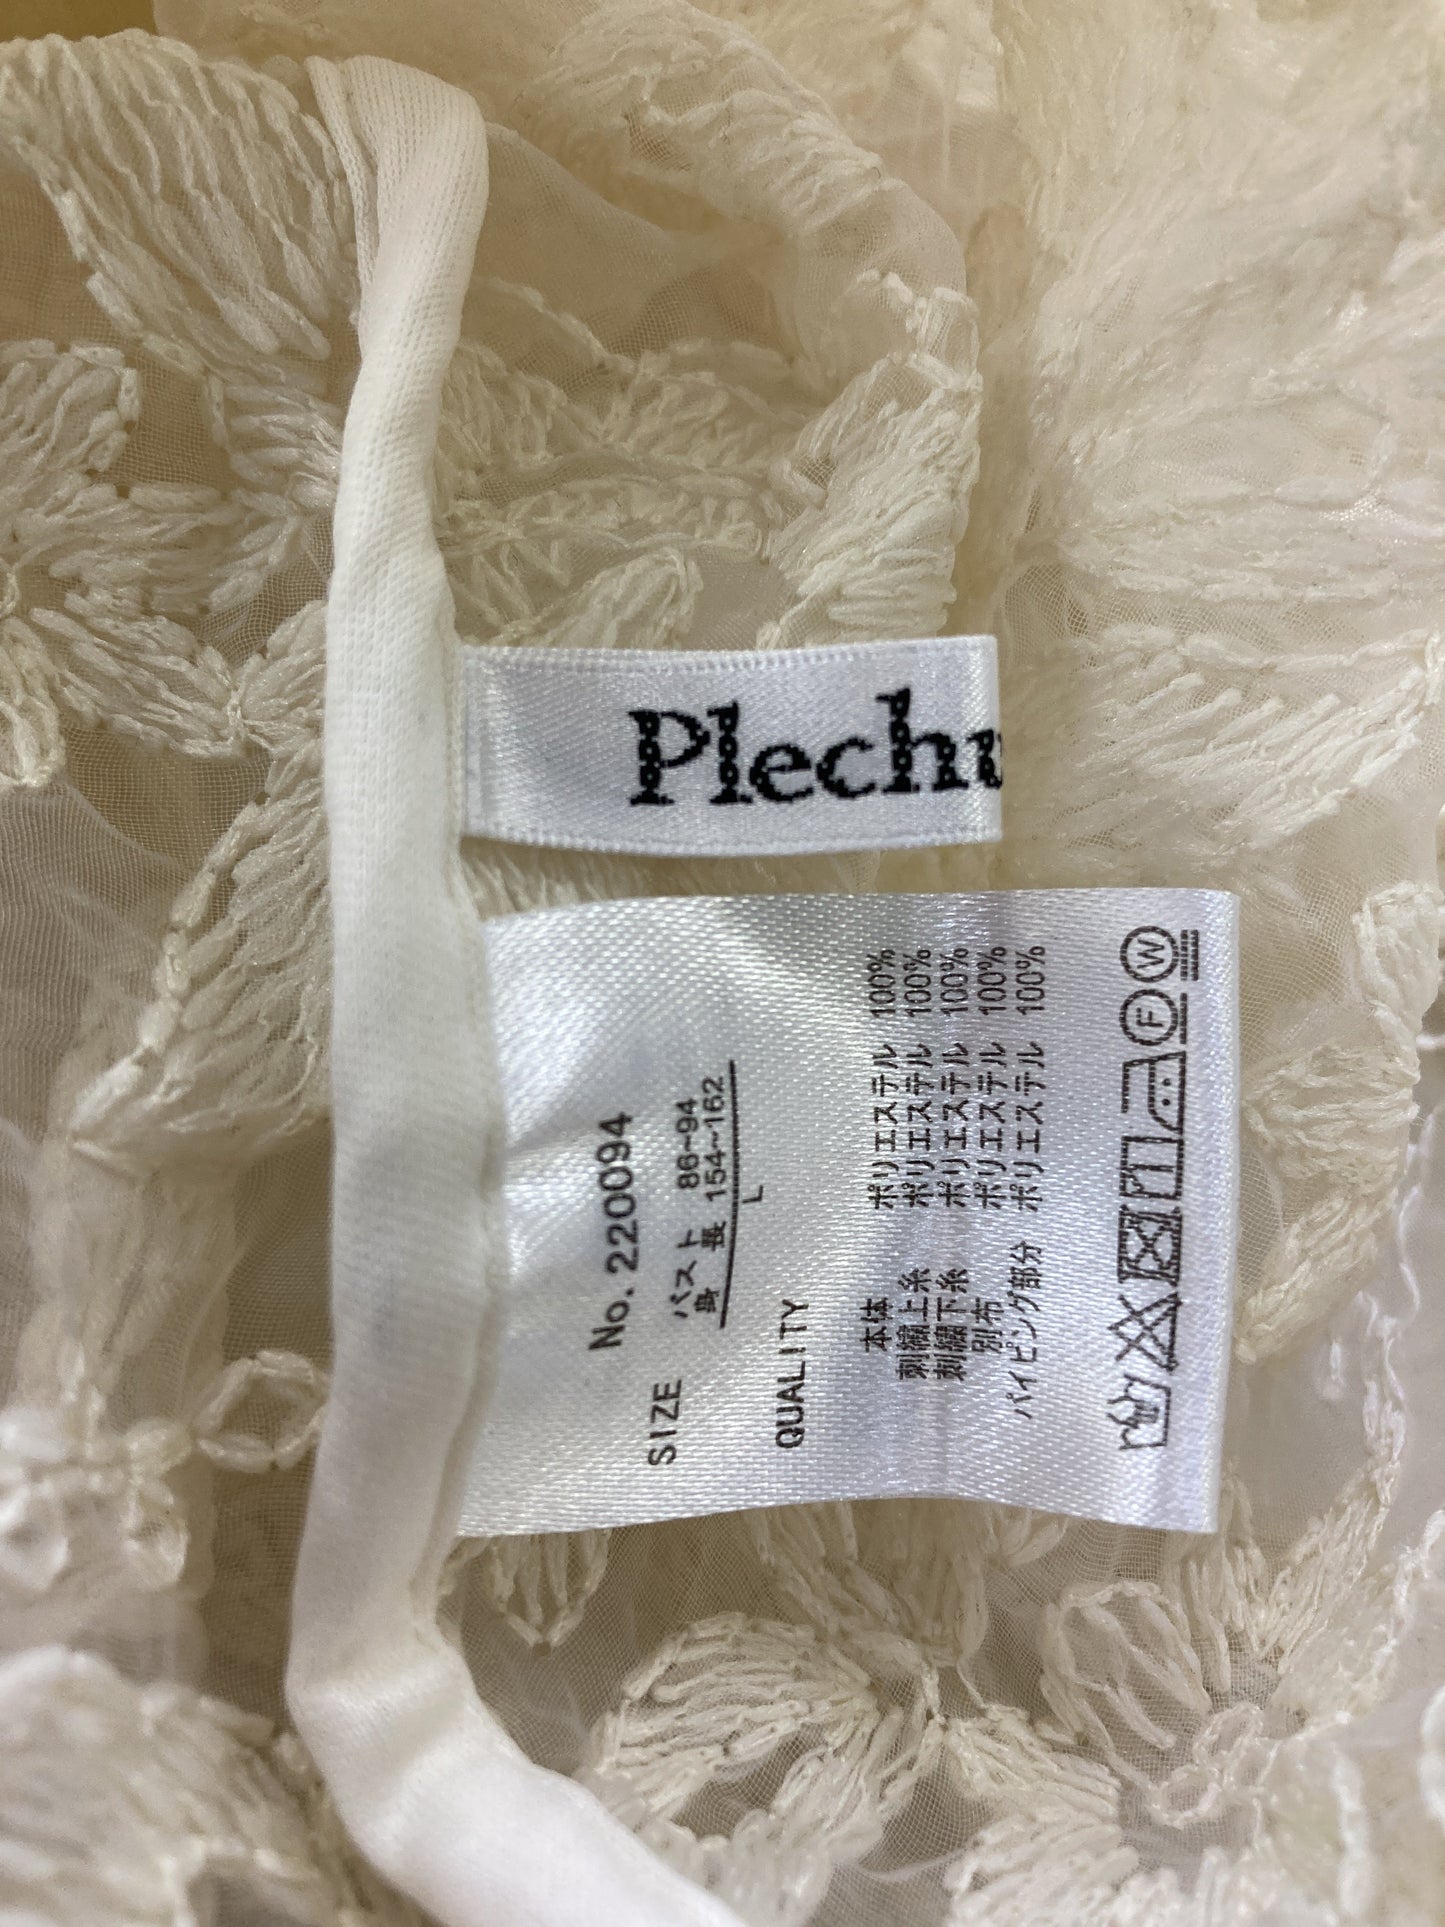 Plechu
No. 220094
SIZE バスト 86~94
身 長 154~162
L
QUALITY
本体 ポリエステル 100%
刺繍上糸 ポリエステル 100%
刺繍下糸 ポリエステル 100%
別布 ポリエステル 100%
パイピング部分 ポリエステル 100%
F W